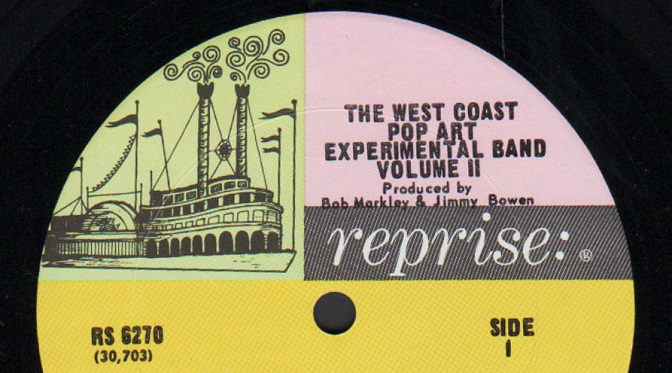 THE WEST COAST
POP ART
EXPERIMENTAL BAND
VOLUME II
Produced by
Bob Markley & Jimmy Bowen
reprise:®
RS 6270
(30,703)
SIDE
1